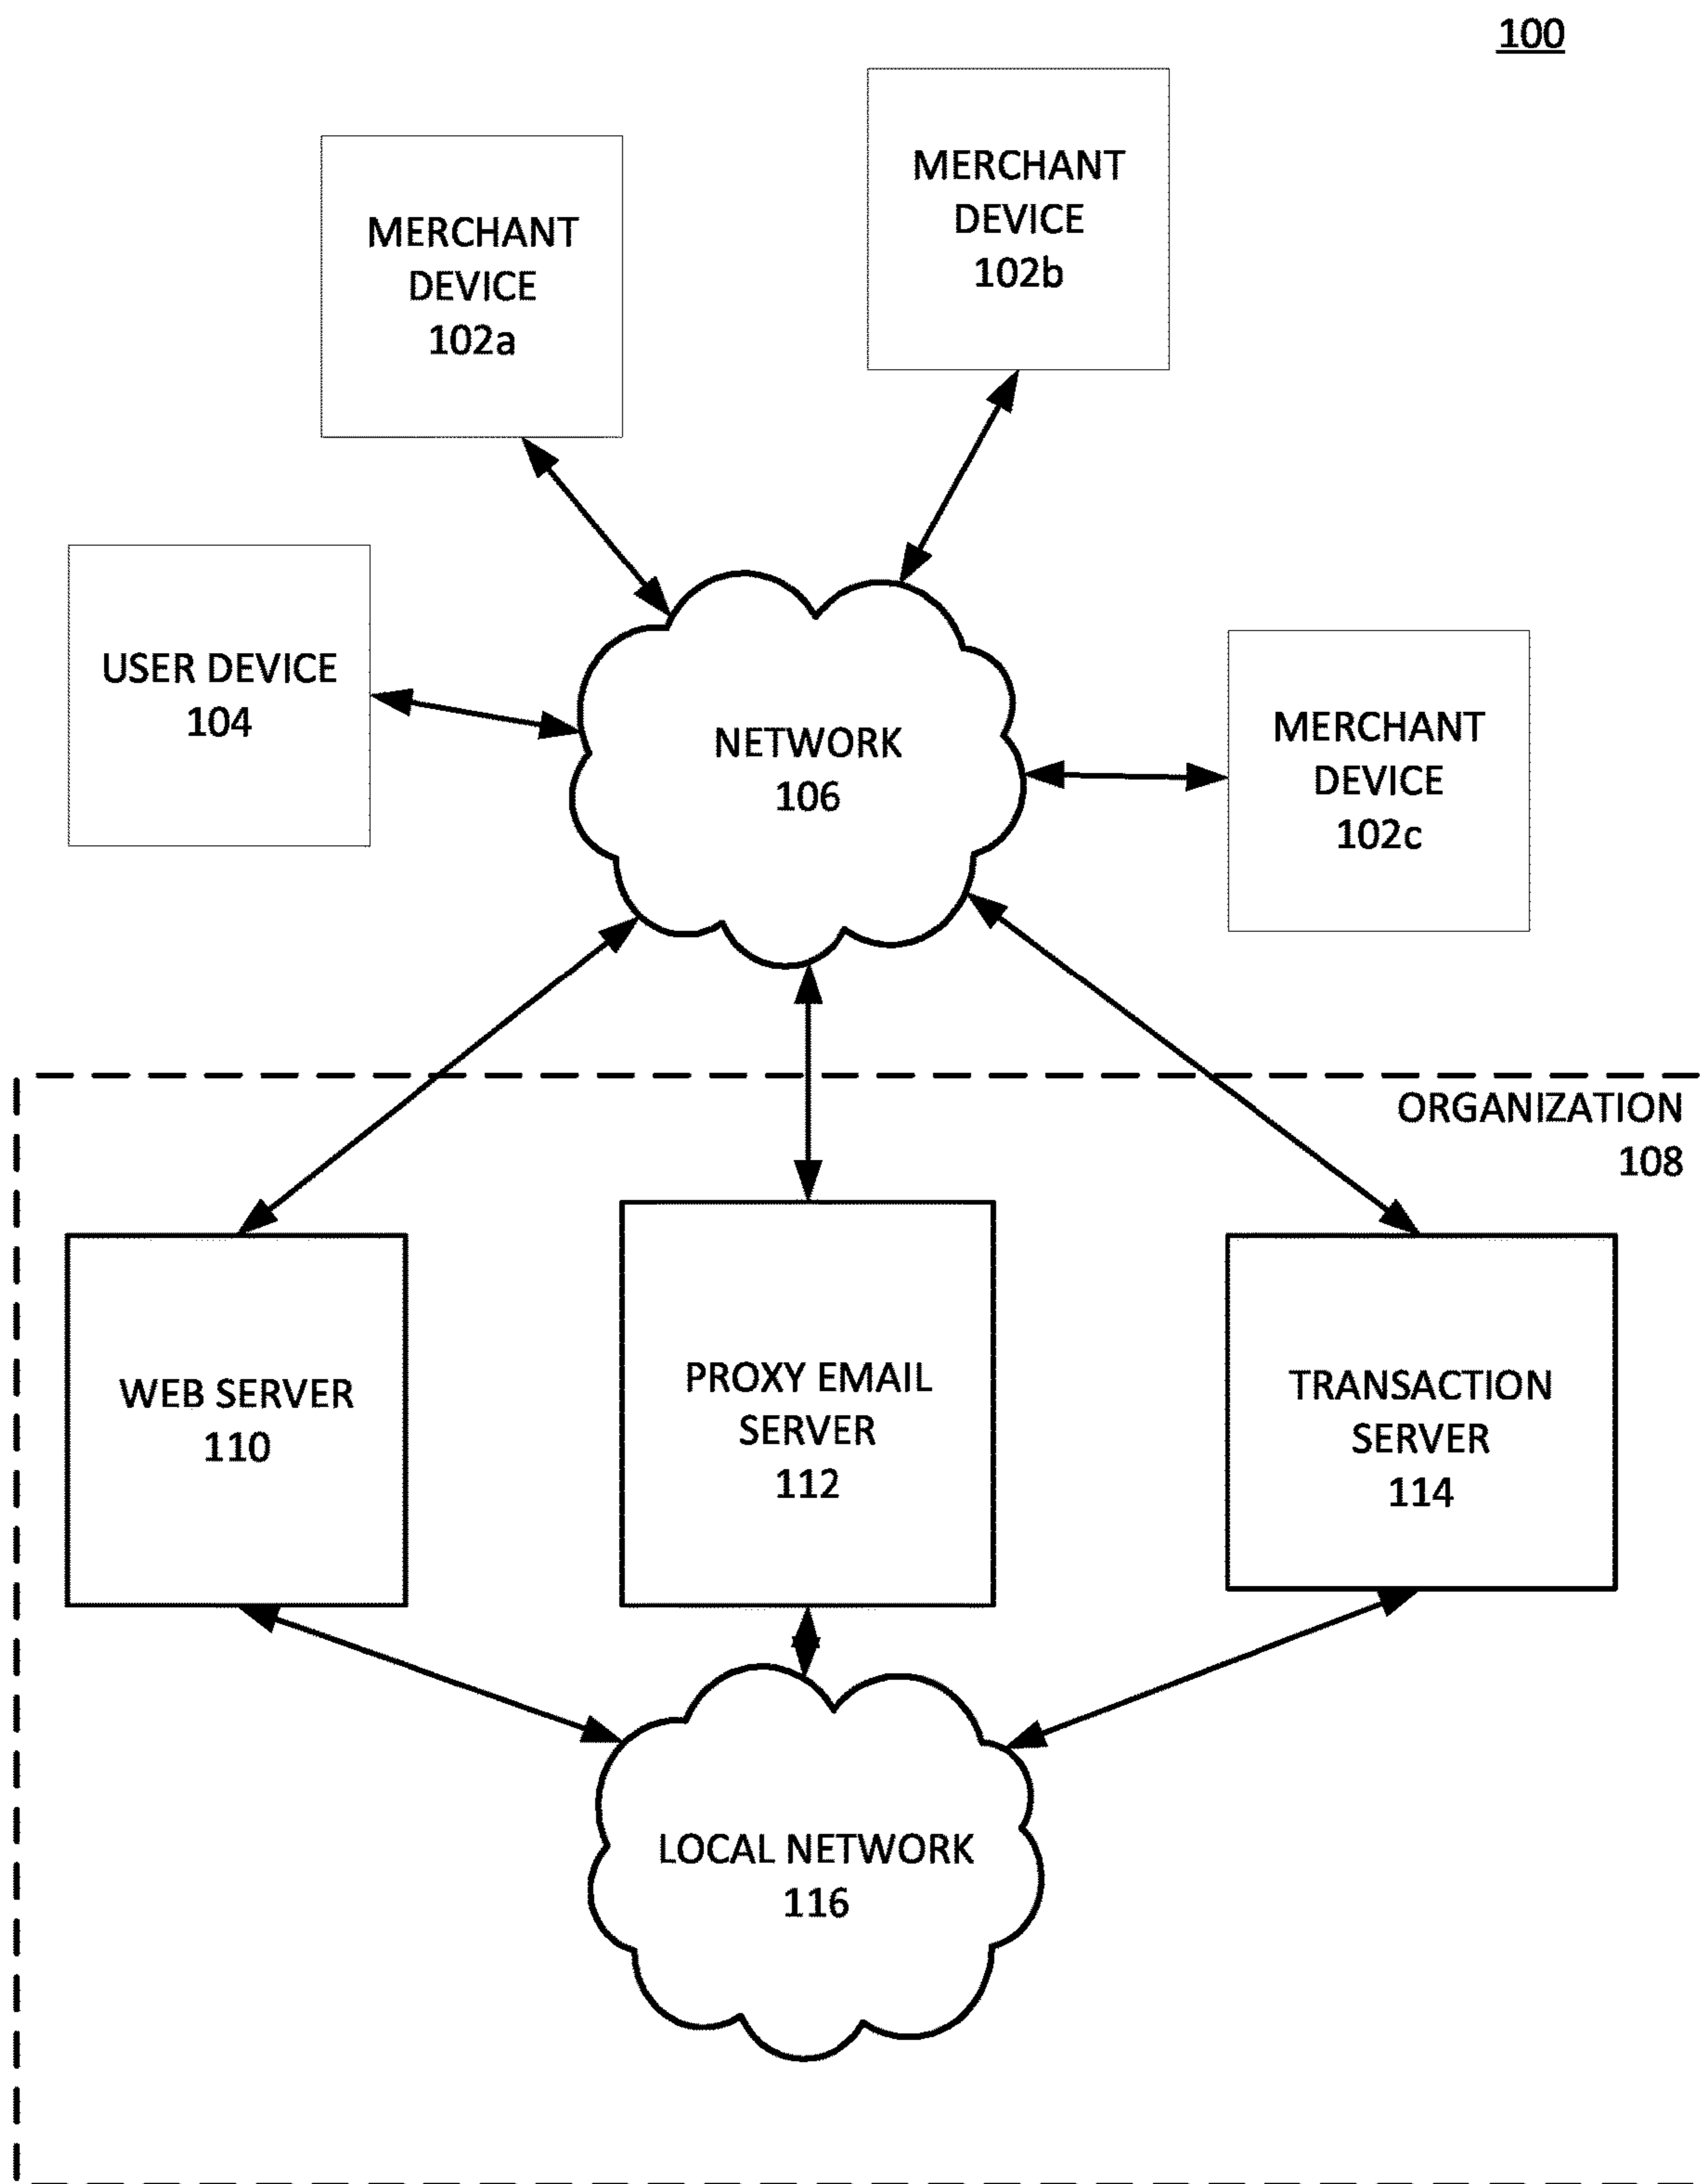 100
MERCHANT
DEVICE
102a
MERCHANT
DEVICE
102b
USER DEVICE
104
NETWORK
106
MERCHANT
DEVICE
102c
ORGANIZATION
108
WEB SERVER
110
PROXY EMAIL
SERVER
112
TRANSACTION
SERVER
114
LOCAL NETWORK
116